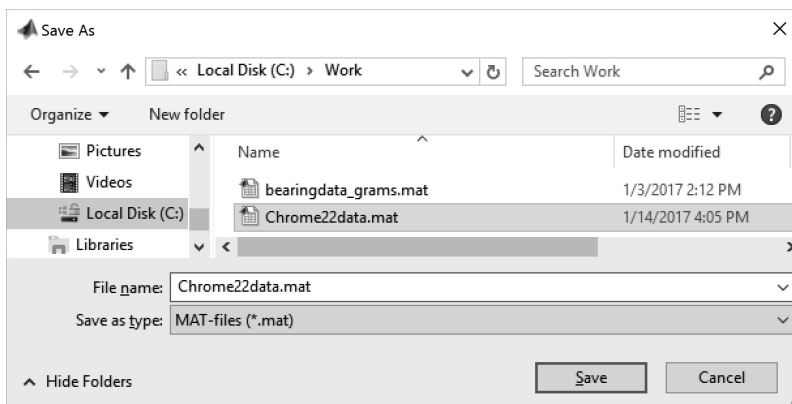 Save As
« Local Disk (C:) › Work
Search Work
Organize
New folder
Pictures
Videos
Local Disk (C:)
Libraries
Name
Date modified
bearingdata_grams.mat
1/3/2017 2:12 PM
Chrome22data.mat
1/14/2017 4:05 PM
File name: Chrome22data.mat
Save as type: MAT-files (*.mat)
Hide Folders
Save
Cancel